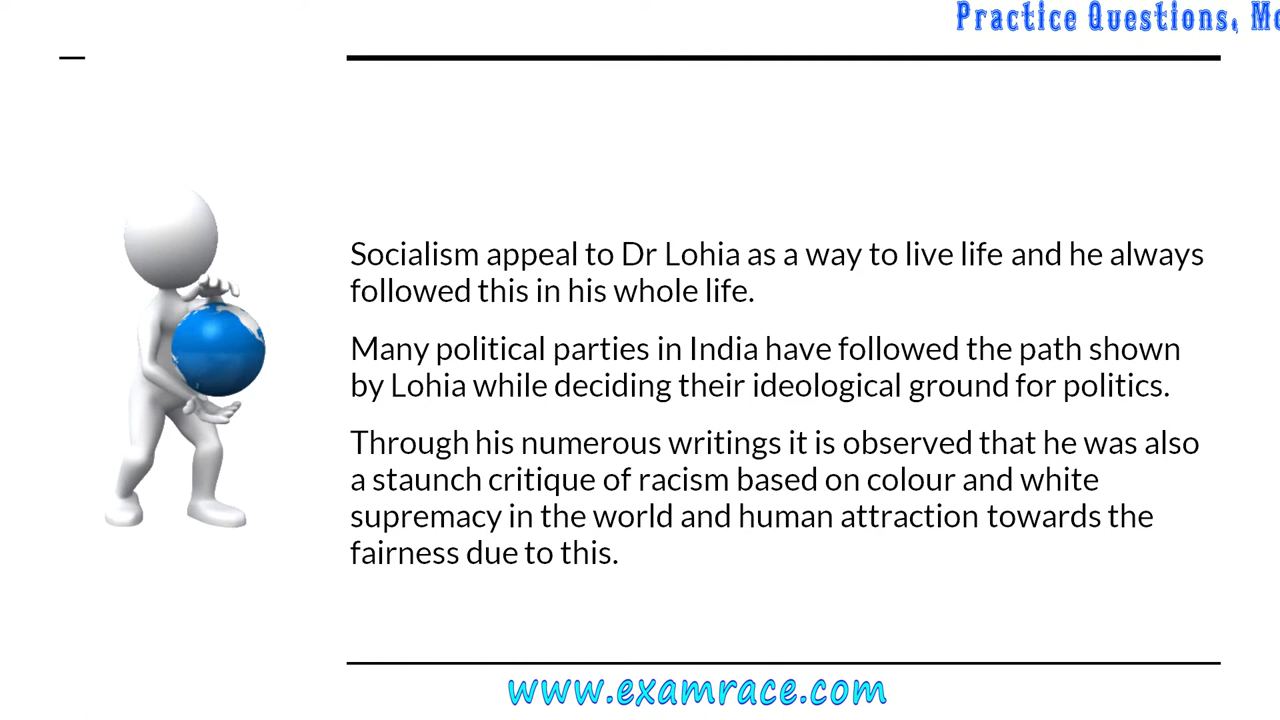 Practice Questions, Mo
Socialism appeal to Dr Lohia as a way to live life and he always
followed this in his whole life.
Many political parties in India have followed the path shown
by Lohia while deciding their ideological ground for politics.
Through his numerous writings it is observed that he was also
a staunch critique of racism based on colour and white
supremacy in the world and human attraction towards the
fairness due to this.
www.examrace.com